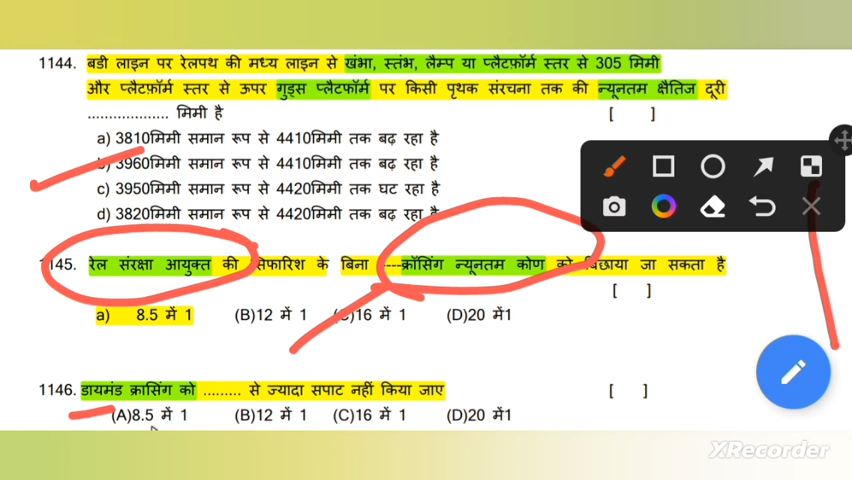 1144. बडी लाइन पर रेलपथ की मध्य लाइन से खंभा, स्तंभ, लैम्प या प्लैटफ़ॉर्म स्तर से 305 मिमी
और प्लैटफ़ॉर्म स्तर से ऊपर गुड्स प्लैटफॉर्म पर किसी पृथक संरचना तक की न्यूनतम क्षैतिज दूरी
................... मिमी है [ ]
a) 3810मिमी समान रूप से 4410मिमी तक बढ़ रहा है
b) 3960मिमी समान रूप से 4410मिमी तक बढ़ रहा है
c) 3950मिमी समान रूप से 4420मिमी तक घट रहा है
d) 3820मिमी समान रूप से 4420मिमी तक बढ़ रहा है
1145. रेल संरक्षा आयुक्त की सिफारिश के बिना ----क्रॉसिंग न्यूनतम कोण को बिछाया जा सकता है
[ ]
a) 8.5 में 1 (B)12 में 1 (C)16 में 1 (D)20 में1
1146. डायमंड क्रासिंग को ......... से ज्यादा सपाट नहीं किया जाए [ ]
(A)8.5 में 1 (B)12 में 1 (C)16 में 1 (D)20 में1
XRecorder